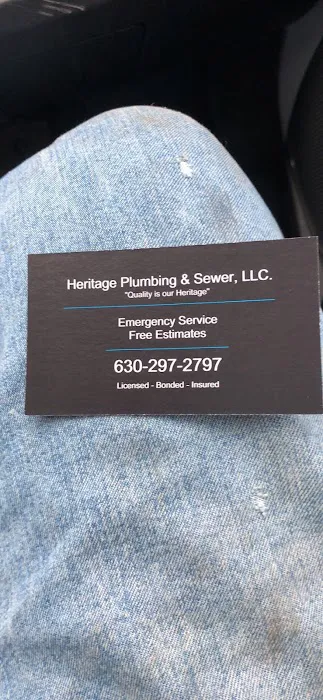 Heritage Plumbing & Sewer, LLC.
"Quality is our Heritage"
Emergency Service
Free Estimates
630-297-2797
Licensed - Bonded - Insured